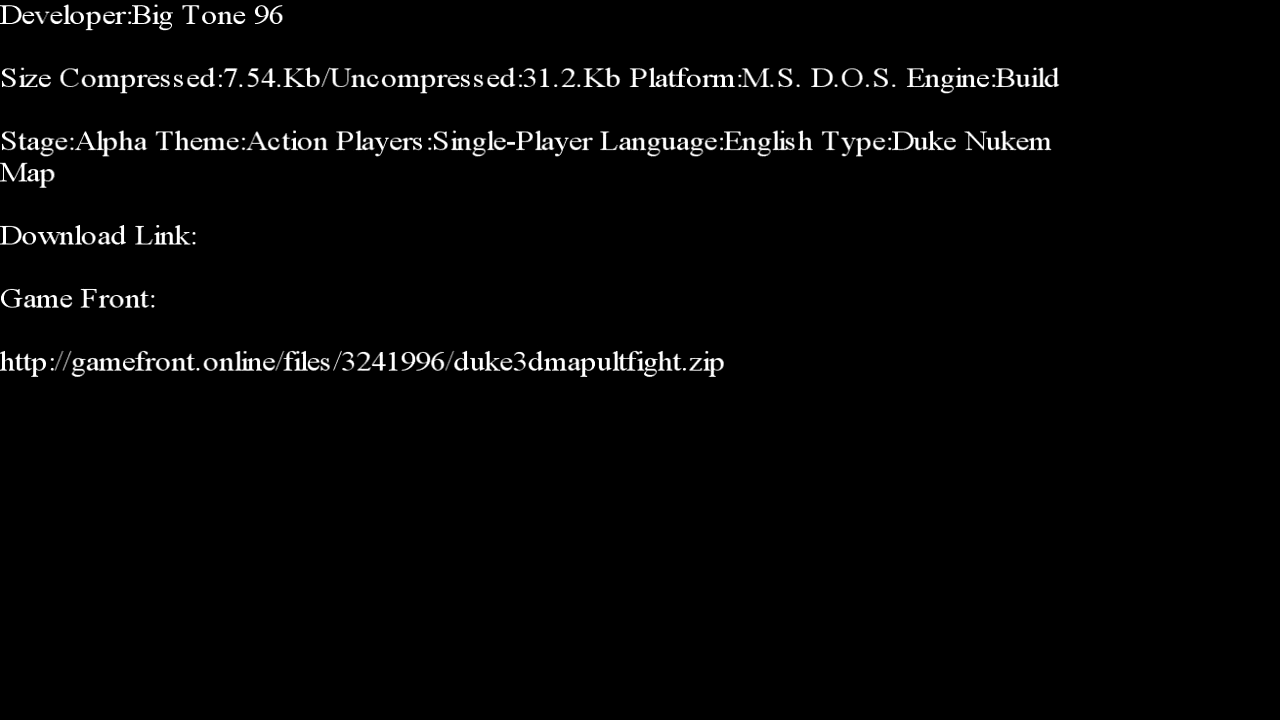 Developer:Big Tone 96
Size Compressed:7.54.Kb/Uncompressed:31.2.Kb Platform:M.S. D.O.S. Engine:Build
Stage:Alpha Theme:Action Players:Single-Player Language:English Type:Duke Nukem
Map
Download Link:
Game Front:
http://gamefront.online/files/3241996/duke3dmapultfight.zip